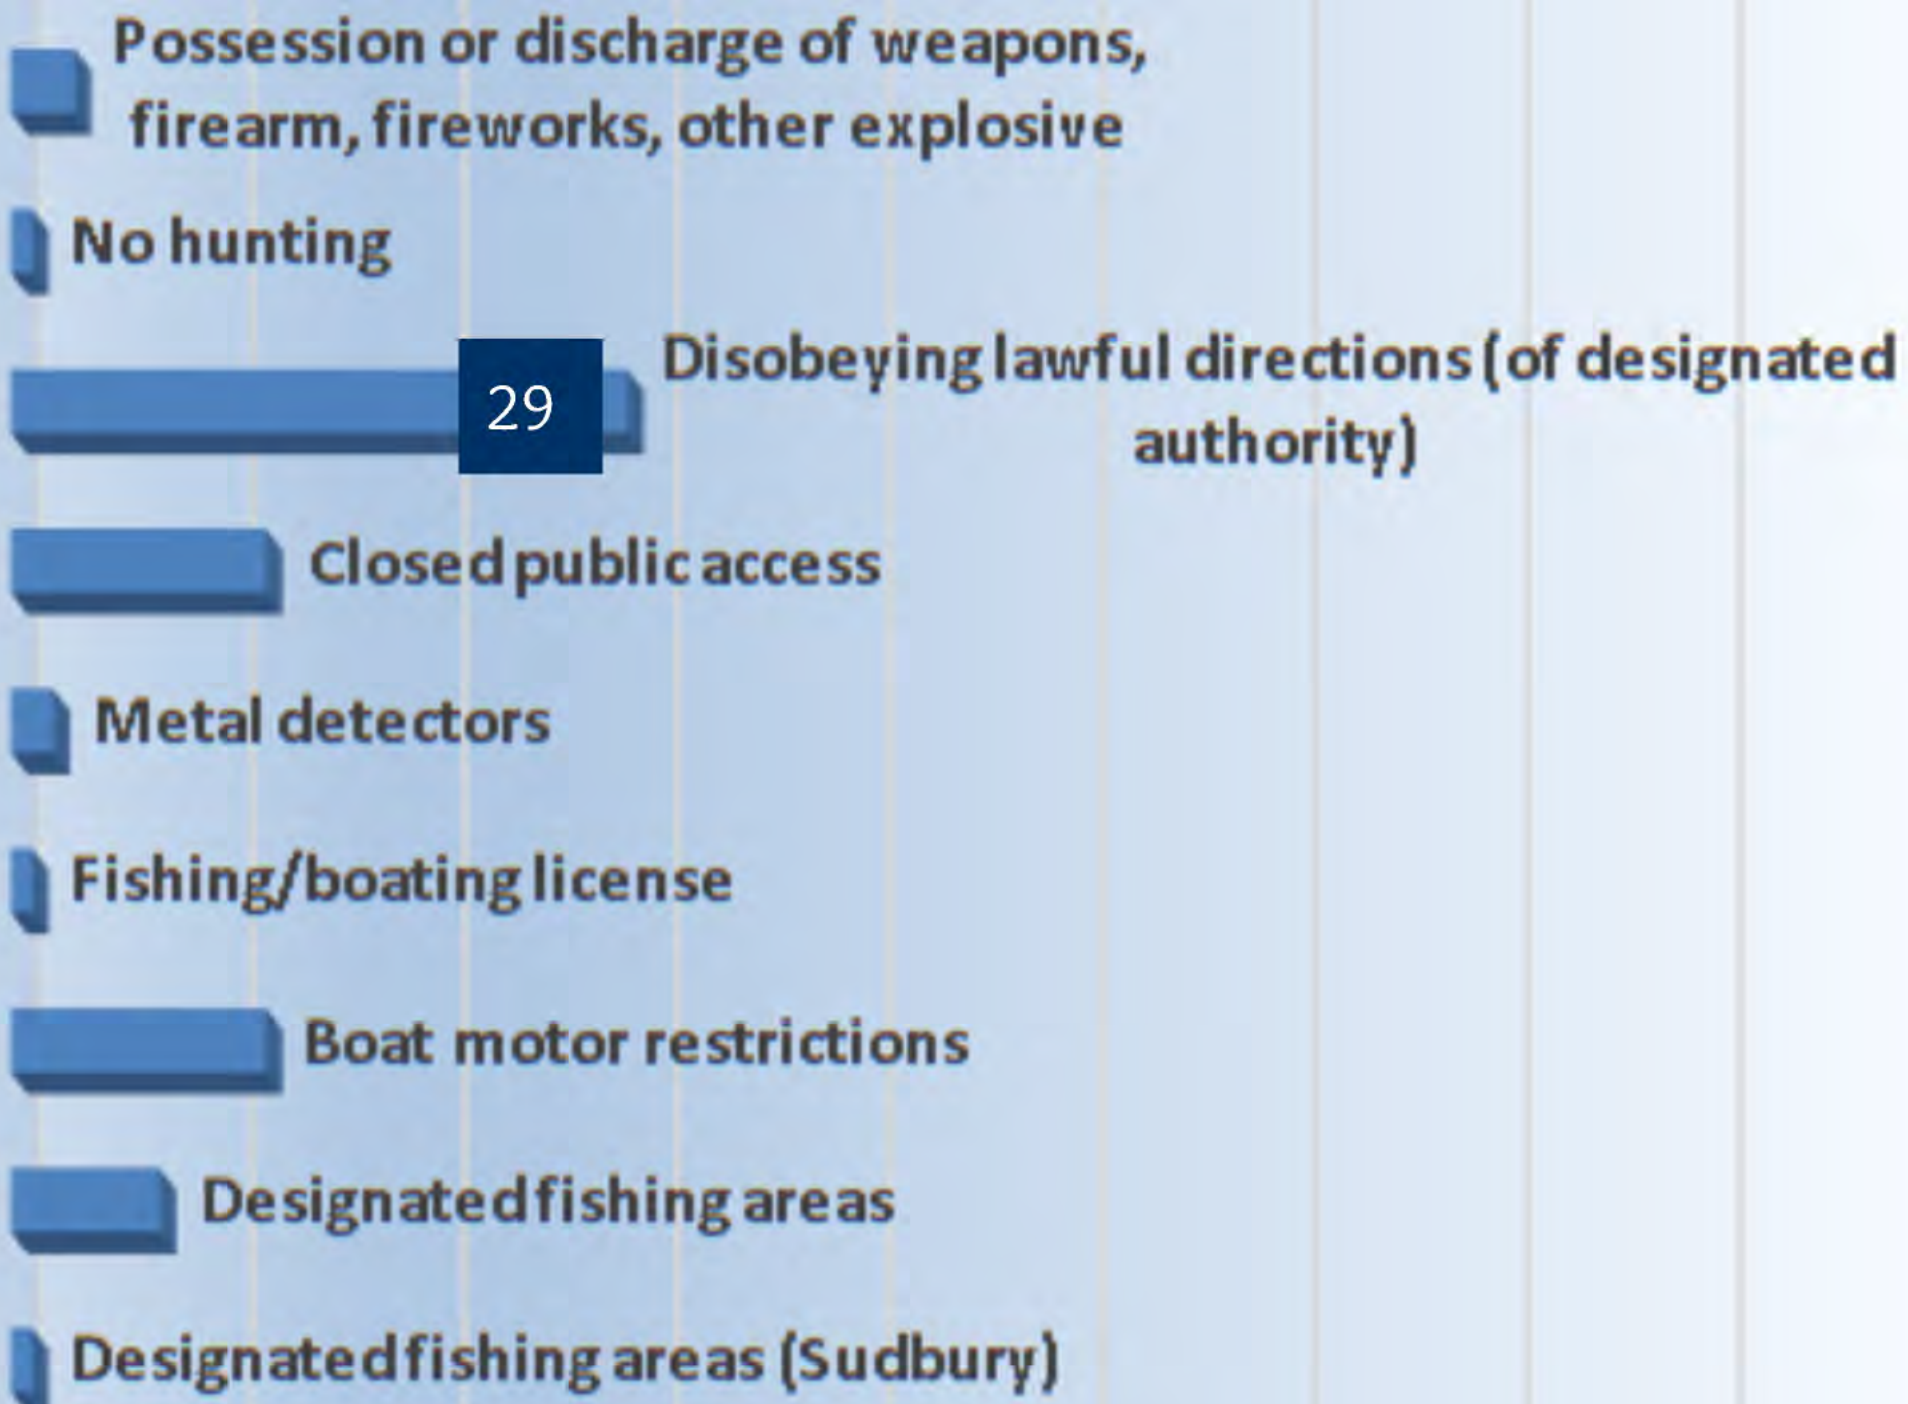 Possession or discharge of weapons,
firearm, fireworks, other explosive
No hunting
29
Disobeying lawful directions (of designated
authority)
Closed public access
Metal detectors
Fishing/boating license
Boat motor restrictions
Designated fishing areas
Designated fishing areas (Sudbury)